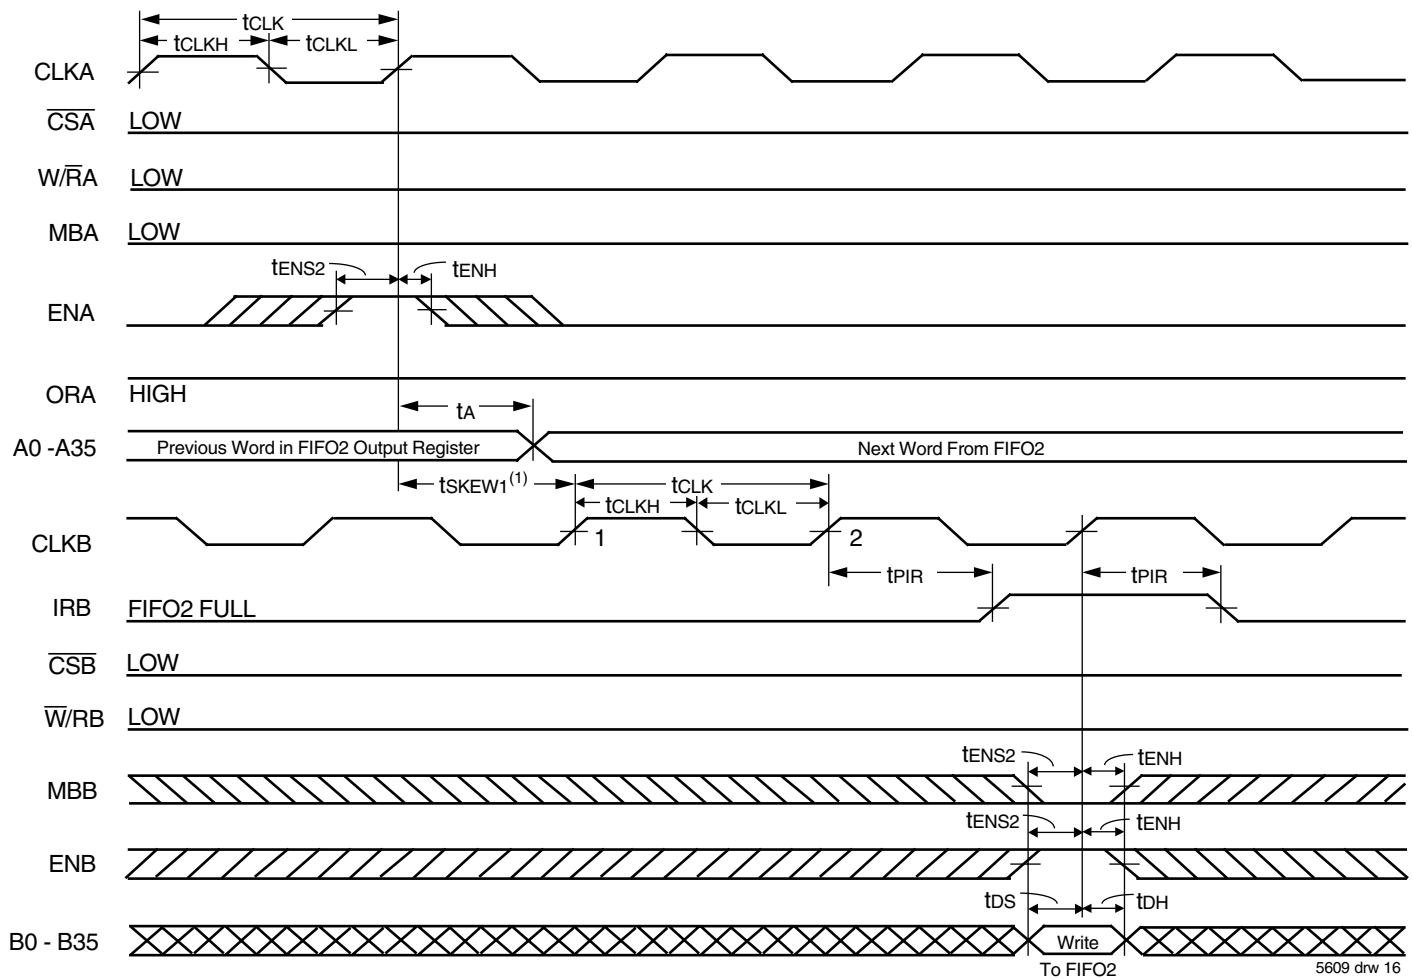 tCLK
tCLKH tCLKL
CLKA
CSA LOW
W/RA LOW
MBA LOW
tENS2 tENH
ENA
ORA HIGH
tA
A0 -A35 Previous Word in FIFO2 Output Register Next Word From FIFO2
tSKEW1(1) tCLK
tCLKH tCLKL
CLKB 1 2
tPIR tPIR
IRB FIFO2 FULL
CSB LOW
W/RB LOW
tENS2 tENH
MBB
tENS2 tENH
ENB
tDS tDH
B0 - B35 Write
To FIFO2
5609 drw 16